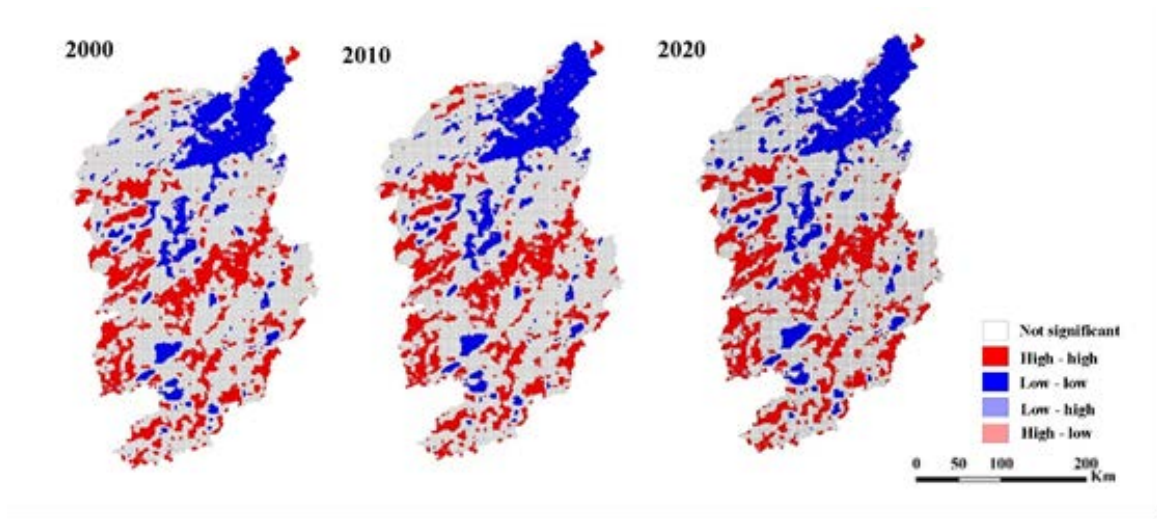 2000
2010
2020
Not significant
High - high
Low - low
Low - high
High - low
0 50 100 200
Km